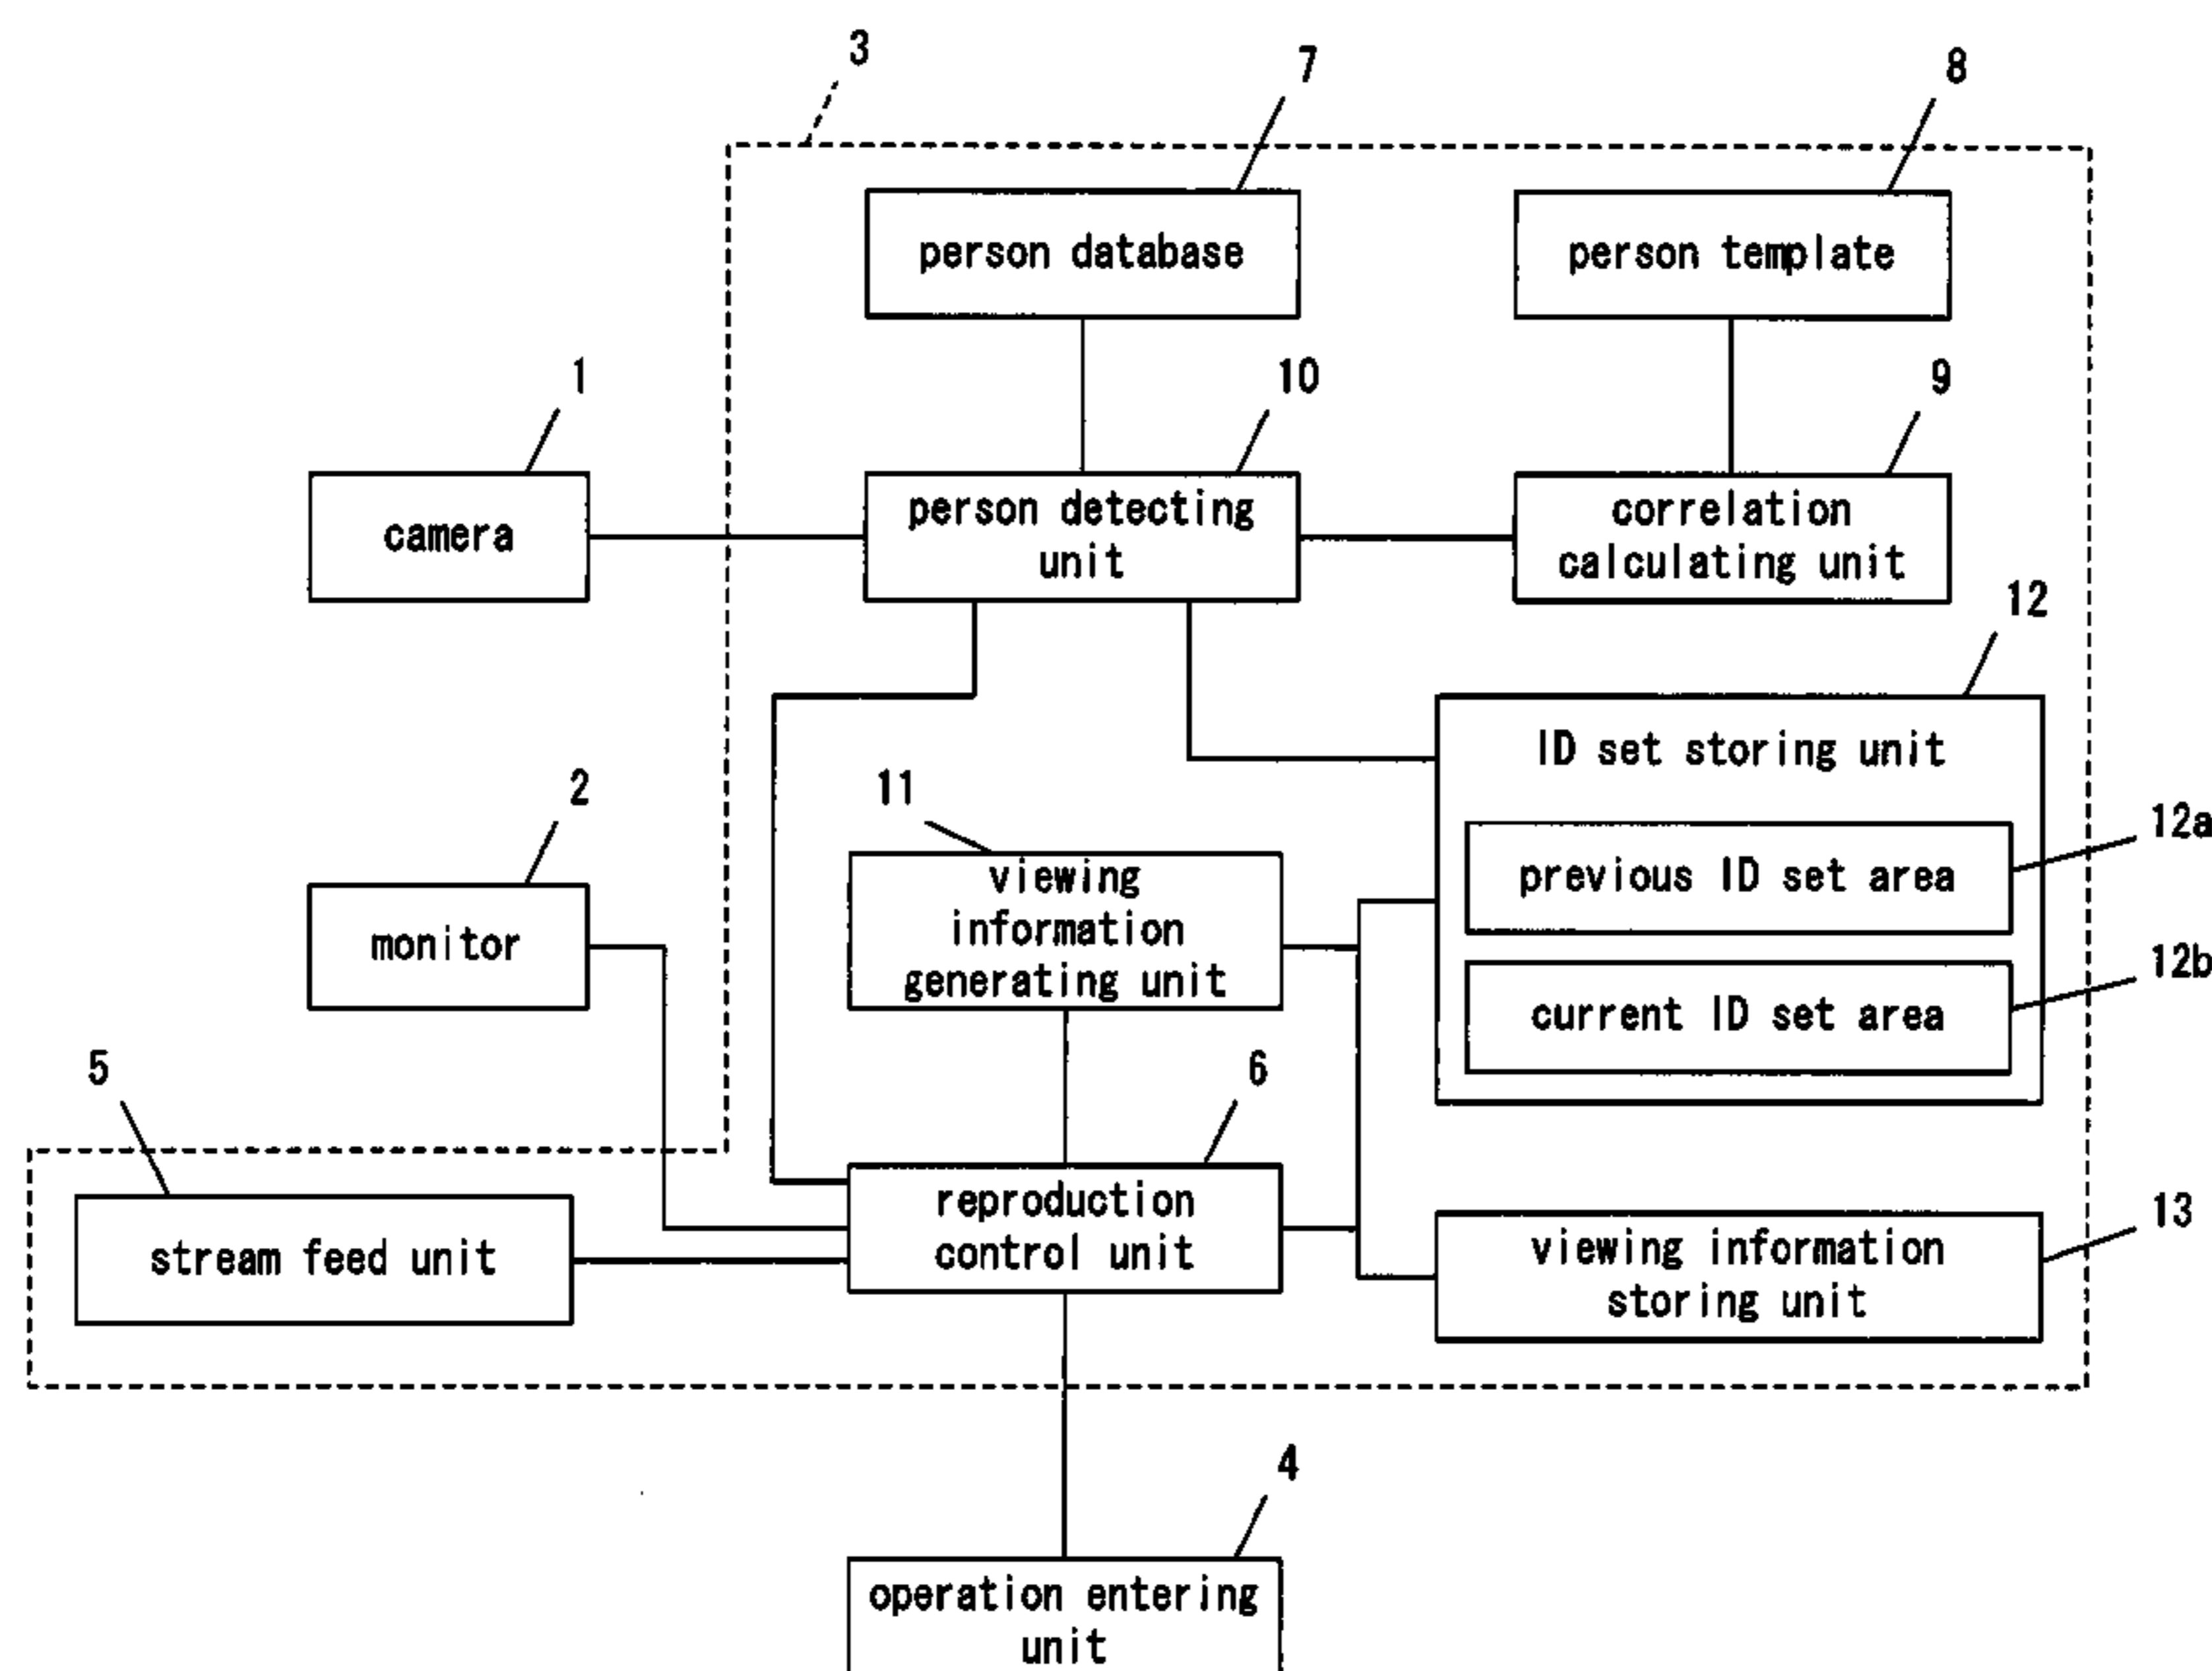 3
7
8
person database
person template
1
10
9
camera
person detecting
unit
correlation
calculating unit
12
ID set storing unit
2
11
12a
previous ID set area
viewing
information
generating unit
monitor
12b
current ID set area
5
6
reproduction
control unit
stream feed unit
13
viewing information
storing unit
4
operation entering
unit